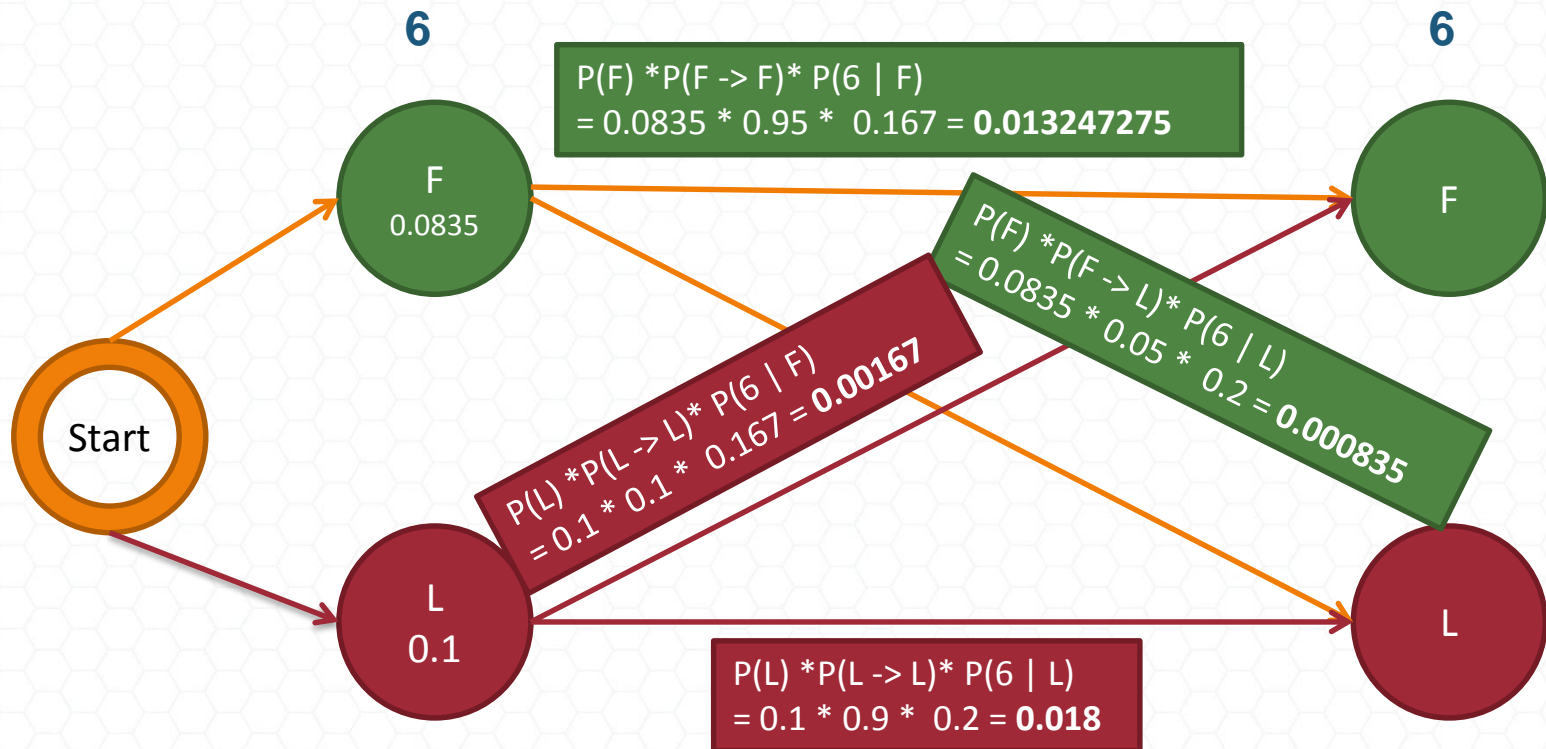 6
6
P(F) *P(F -> F)* P(6 | F)
= 0.0835 * 0.95 *  0.167 = 0.013247275
F
0.0835
F
P(F) *P(F -> L)* P(6 | L)
= 0.0835 * 0.05 *  0.2 = 0.000835
Start
P(L) *P(L -> L)* P(6 | F)
= 0.1 * 0.1 *  0.167 = 0.00167
L
0.1
L
P(L) *P(L -> L)* P(6 | L)
= 0.1 * 0.9 *  0.2 = 0.018